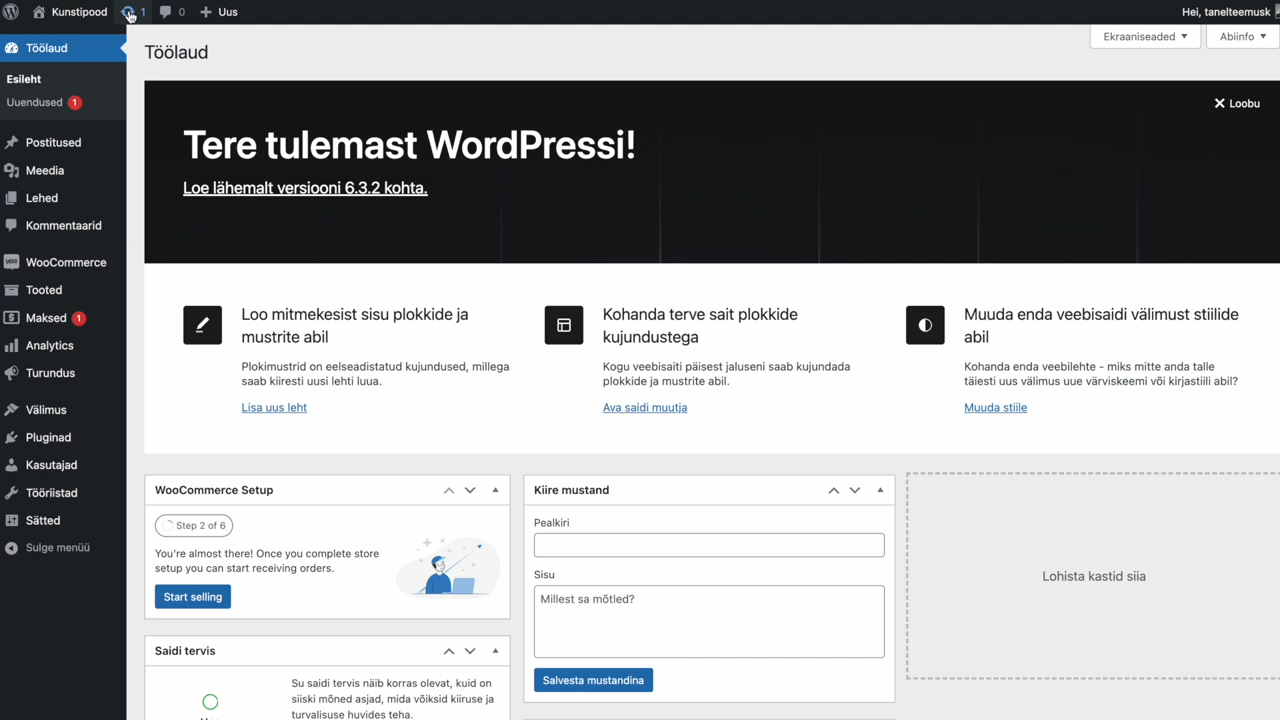 Kunstipood 1 0 Uus Hei, tanelteemusk
Töölaud
Esileht
Uuendused 1
Postitused
Meedia
Lehed
Kommentaarid
WooCommerce
Tooted
Maksed 1
Analytics
Turundus
Välimus
Pluginad
Kasutajad
Tööriistad
Sätted
Sulge menüü
Ekraaniseaded
Abiinfo
Töölaud
Loobu
Tere tulemast WordPressi!
Loe lähemalt versiooni 6.3.2 kohta.
Loo mitmekesist sisu plokkide ja
mustrite abil
Plokimustrid on eelseadistatud kujundused, millega
saab kiiresti uusi lehti luua.
Lisa uus leht
Kohanda terve sait plokkide
kujundustega
Kogu veebisaiti päisest jaluseni saab kujundada
plokkide ja mustrite abil.
Ava saidi muutja
Muuda enda veebisaidi välimust stiilide
abil
Kohanda enda veebilehte - miks mitte anda talle
täiesti uus välimus uue värviskeemi või kirjastiili abil?
Muuda stiile
WooCommerce Setup
Step 2 of 6
You're almost there! Once you complete store
setup you can start receiving orders.
Start selling
Saidi tervis
Su saidi tervis näib korras olevat, kuid on
siiski mõned asjad, mida võiksid kiiruse ja
turvalisuse huvides teha.
Kiire mustand
Pealkiri
Sisu
Millest sa mõtled?
Salvesta mustandina
Lohista kastid siia